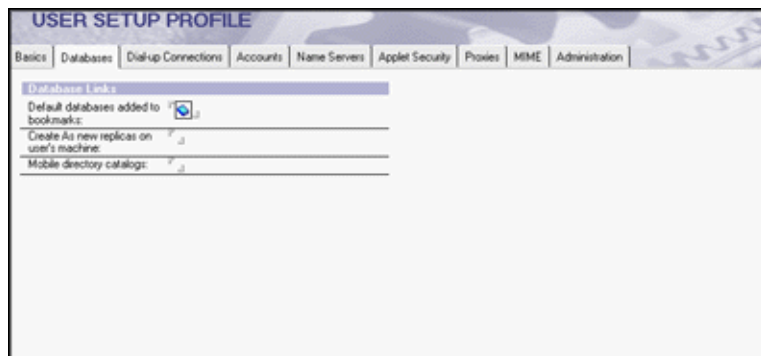 USER SETUP PROFILE
Basics Databases Dial-up Connections Accounts Name Servers Applet Security Proxies MIME Administration
Database Links
Default databases added to
bookmarks:
Create As new replicas on
user's machine:
Mobile directory catalogs: